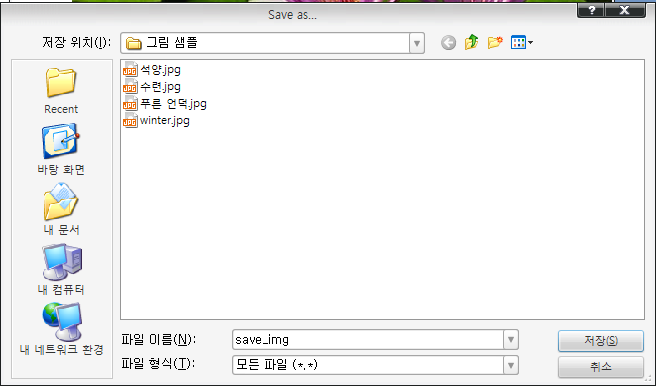 Save as...
? X
저장 위치(I):
그림 샘플
Recent
바탕 화면
내 문서
내 컴퓨터
내 네트워크 환경
석양.jpg
수련.jpg
푸른 언덕.jpg
winter.jpg
파일 이름(N):
save_img
저장(S)
파일 형식(T):
모든 파일 (*.*)
취소